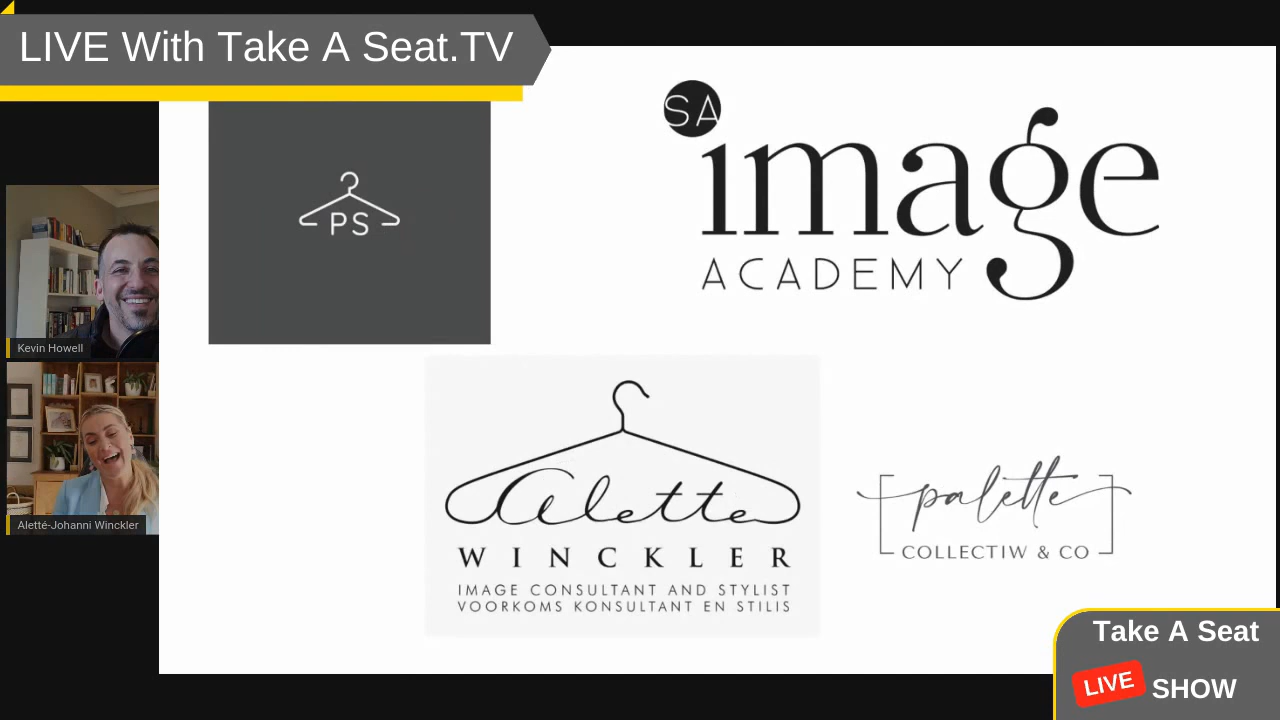 LIVE With Take A Seat.TV
PS
SA
image
ACADEMY
Kevin Howell
Aletté-Johanni Winckler
Alette
WINCKLER
IMAGE CONSULTANT AND STYLIST
VOORKOMS KONSULTANT EN STILIS
palette
COLLECTIW & CO
Take A Seat
LIVE SHOW